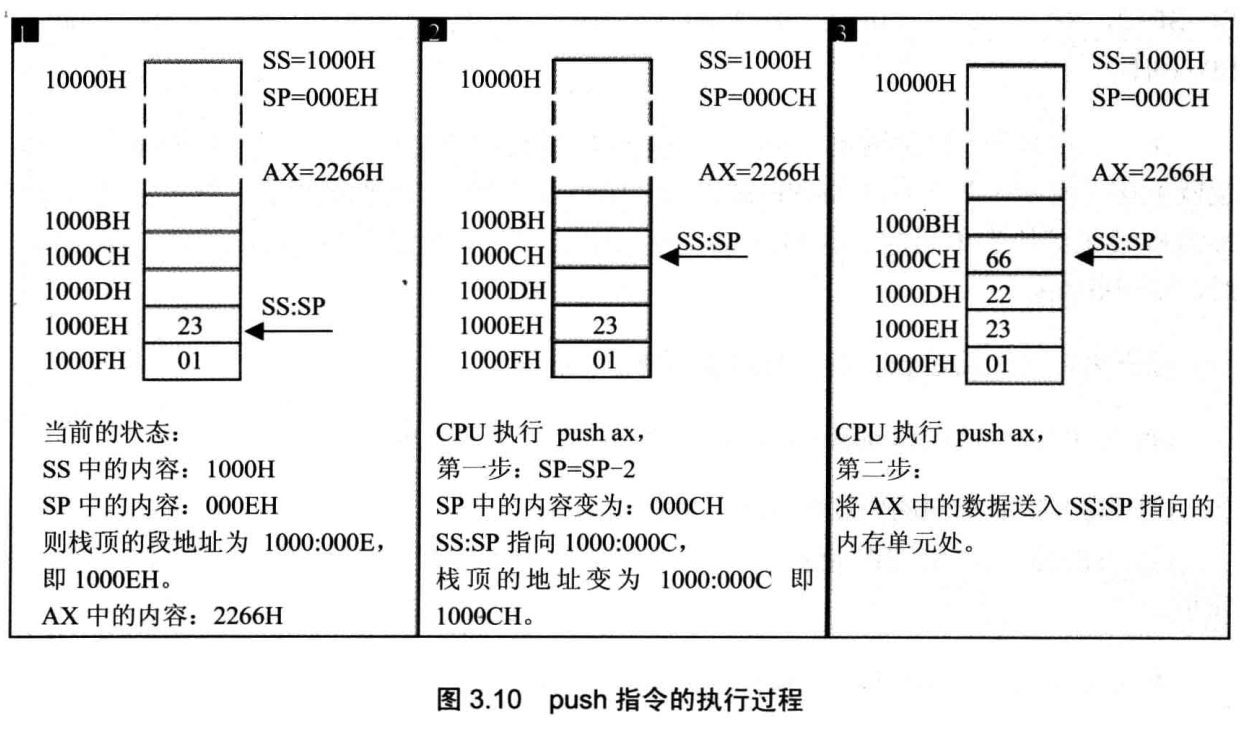 1
SS=1000H
10000H
SP=000EH
AX=2266H
1000BH
1000CH
1000DH
SS:SP
1000EH 23
1000FH 01
当前的状态：
SS 中的内容：1000H
SP 中的内容：000EH
则栈顶的段地址为 1000:000E，
即 1000EH。
AX 中的内容：2266H
2
SS=1000H
10000H
SP=000CH
AX=2266H
1000BH
SS:SP
1000CH
1000DH
1000EH 23
1000FH 01
CPU 执行 push ax，
第一步：SP=SP-2
SP 中的内容变为：000CH
SS:SP 指向 1000:000C，
栈顶的地址变为 1000:000C 即
1000CH。
3
SS=1000H
10000H
SP=000CH
AX=2266H
1000BH
SS:SP
1000CH 66
1000DH 22
1000EH 23
1000FH 01
CPU 执行 push ax，
第二步：
将 AX 中的数据送入 SS:SP 指向的
内存单元处。
图 3.10 push 指令的执行过程